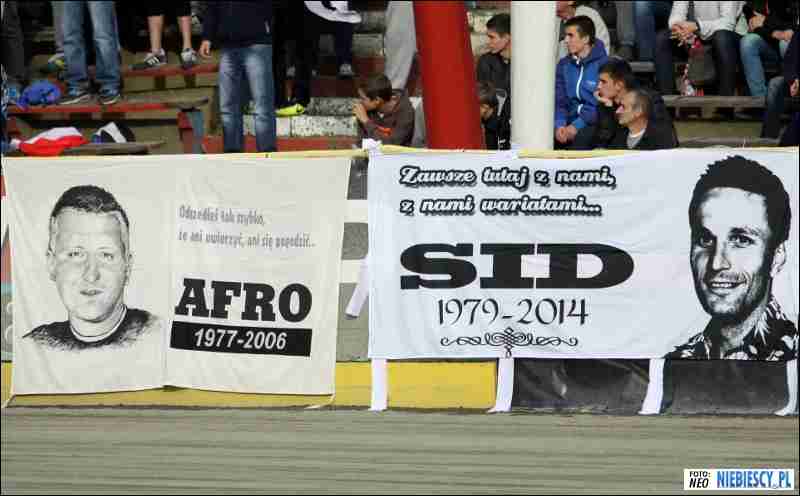 Odszedłeś tak szybko,
że ani uwierzyć, ani się pogodzić...
AFRO
1977-2006
Zawsze tutaj z nami,
z nami wariatami...
SID
1979-2014
FOTO:
NEO NIEBIESCY.PL